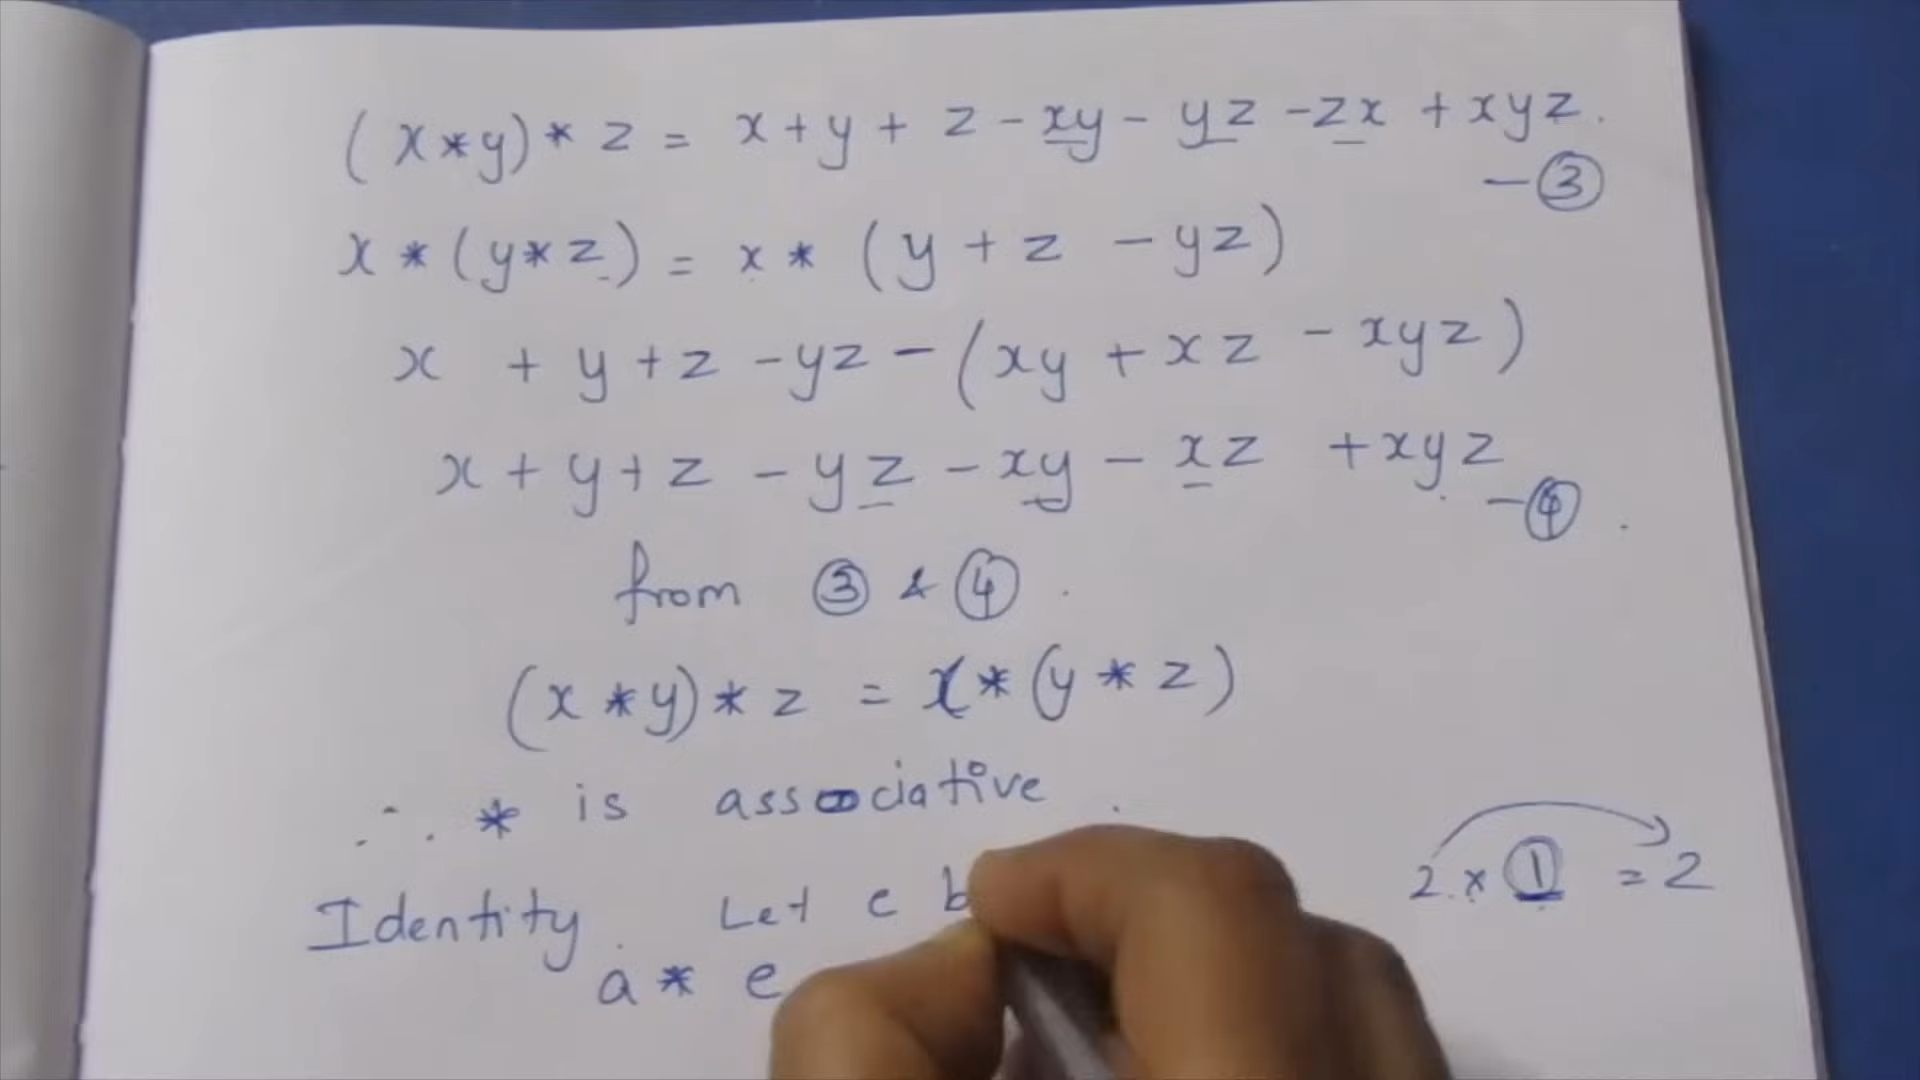 (x*y)*z = x+y+z-xy-yz-zx+xyz.
-③
x*(y*z) = x*(y+z-yz)
x+y+z-yz-(xy+xz-xyz)
x+y+z-yz-xy-xz+xyz
-④
from ③ & ④.
(x*y)*z = x*(y*z)
∴ * is associative
2.x① = 2
Identity. Let e b
a*e